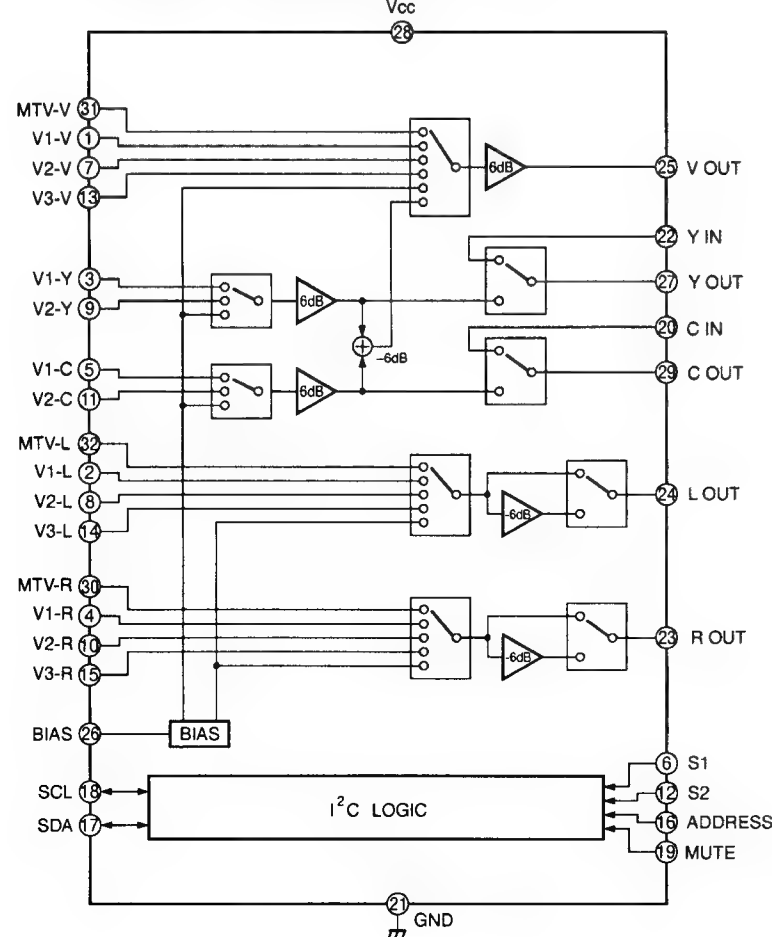 Vcc
28
MTV-V 31
V1-V 1
V2-V 7
V3-V 13
6dB
25 V OUT
22 Y IN
V1-Y 3
V2-Y 9
6dB
27 Y OUT
20 C IN
-6dB
V1-C 5
V2-C 11
6dB
29 C OUT
MTV-L 32
V1-L 2
V2-L 8
V3-L 14
-6dB
24 L OUT
MTV-R 30
V1-R 4
V2-R 10
V3-R 15
-6dB
23 R OUT
BIAS 26
BIAS
SCL 18
SDA 17
I²C LOGIC
6 S1
12 S2
16 ADDRESS
19 MUTE
21
GND